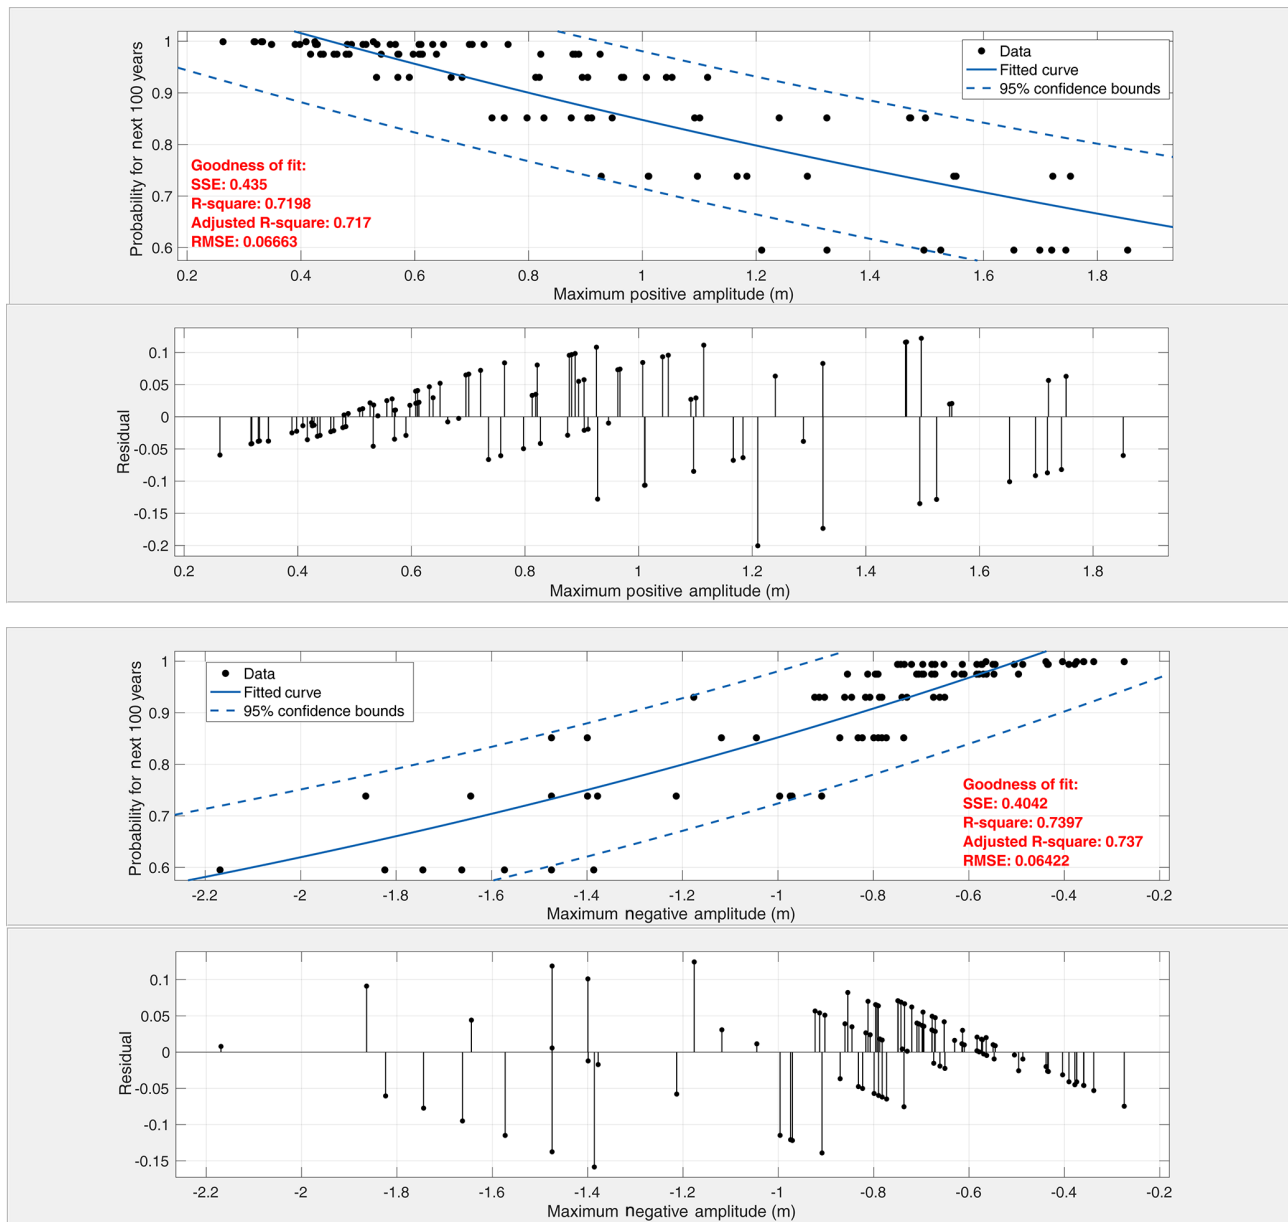 Probability for next 100 years
1
0.9
0.8
0.7
0.6
Data
Fitted curve
95% confidence bounds
Goodness of fit:
SSE: 0.435
R-square: 0.7198
Adjusted R-square: 0.717
RMSE: 0.06663
0.2 0.4 0.6 0.8 1 1.2 1.4 1.6 1.8
Maximum positive amplitude (m)
Residual
0.1
0.05
0
-0.05
-0.1
-0.15
-0.2
0.2 0.4 0.6 0.8 1 1.2 1.4 1.6 1.8
Maximum positive amplitude (m)
Probability for next 100 years
1
0.9
0.8
0.7
0.6
Data
Fitted curve
95% confidence bounds
Goodness of fit:
SSE: 0.4042
R-square: 0.7397
Adjusted R-square: 0.737
RMSE: 0.06422
-2.2 -2 -1.8 -1.6 -1.4 -1.2 -1 -0.8 -0.6 -0.4 -0.2
Maximum negative amplitude (m)
Residual
0.1
0.05
0
-0.05
-0.1
-0.15
-2.2 -2 -1.8 -1.6 -1.4 -1.2 -1 -0.8 -0.6 -0.4 -0.2
Maximum negative amplitude (m)